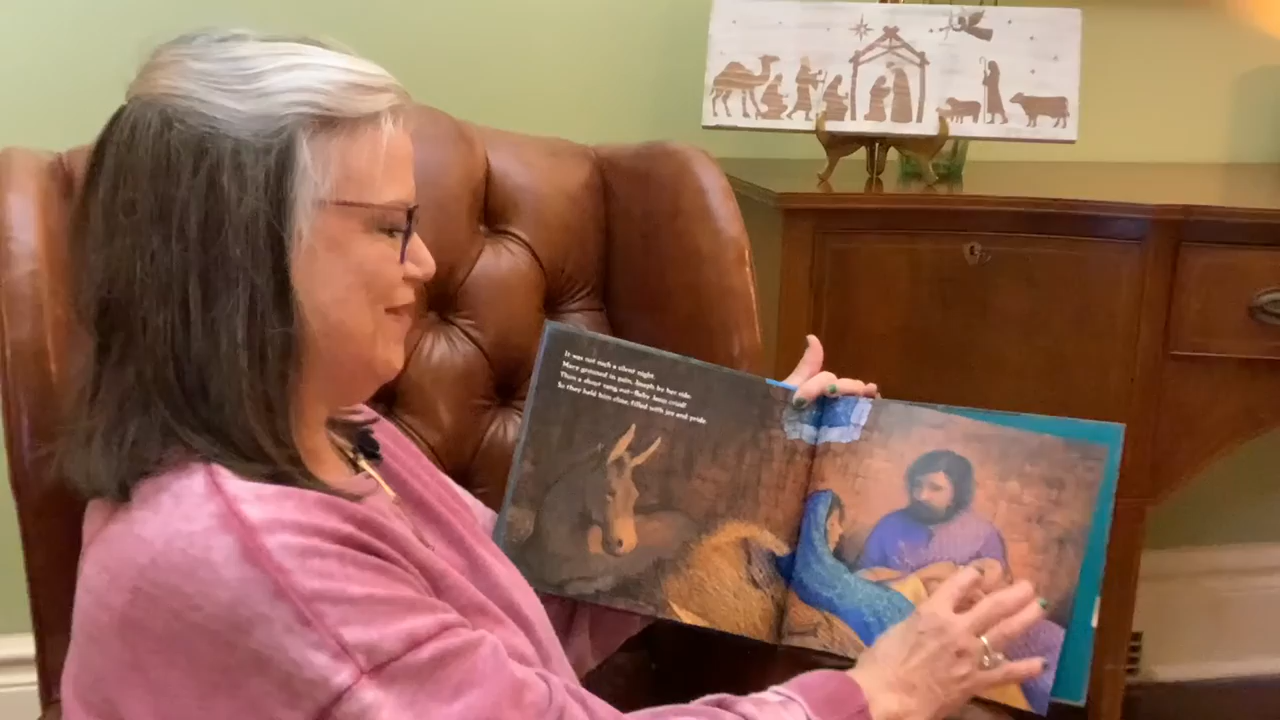 It was not such a silent night.
Mary groaned in pain, Joseph by her side.
Then a shout rang out—Baby Jesus cried!
So they held him close, filled with joy and pride.